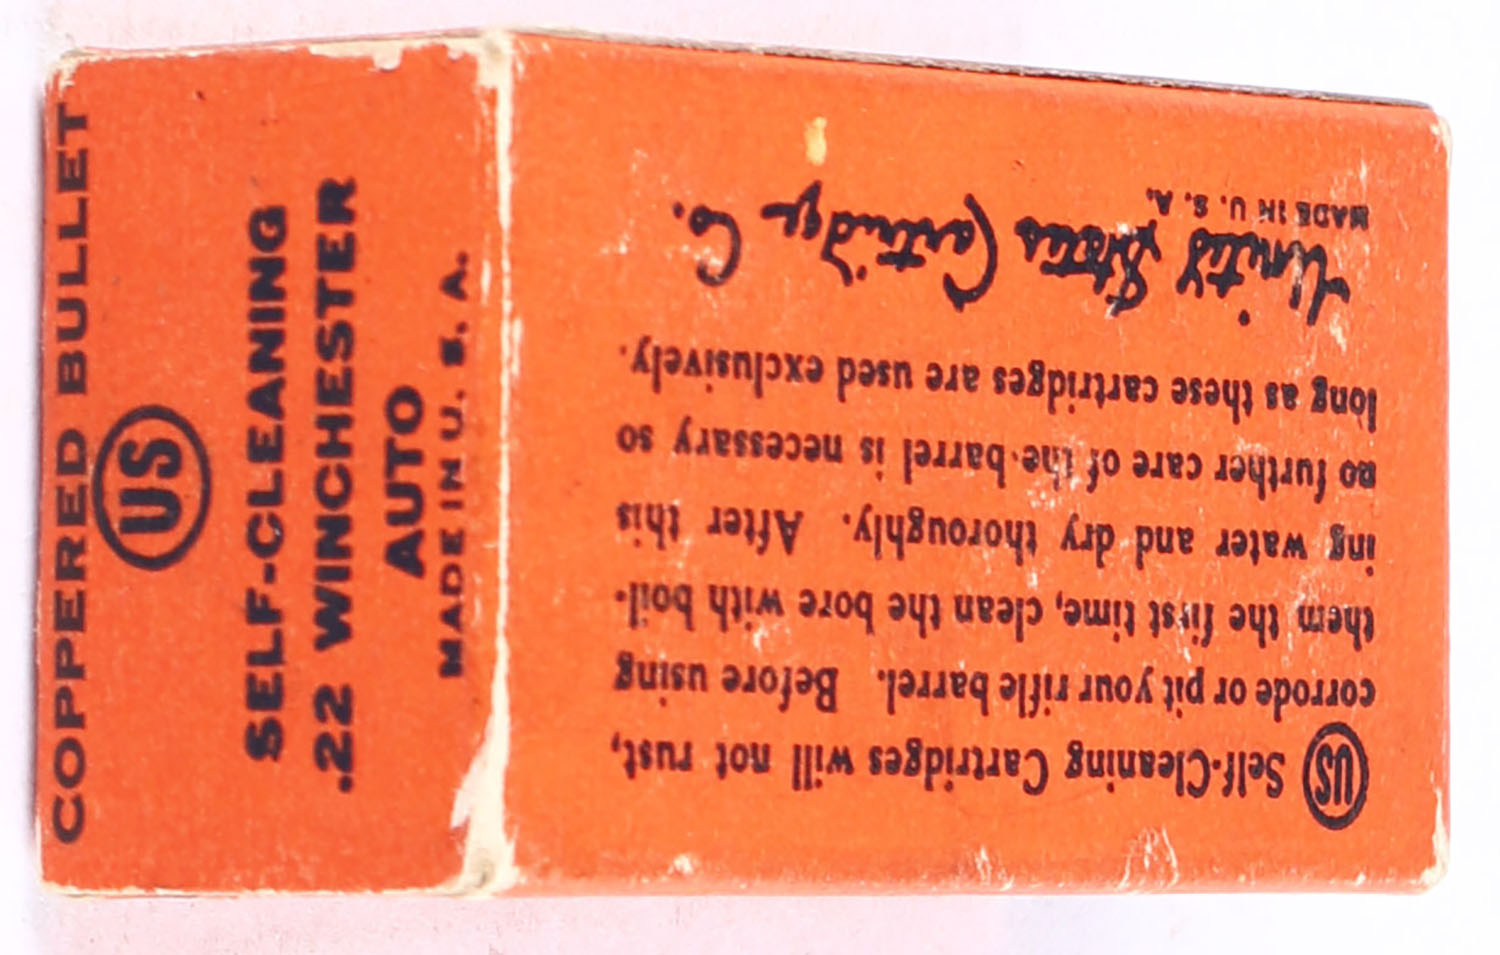 COPPERED BULLET
US
SELF-CLEANING
.22 WINCHESTER
AUTO
MADE IN U. S. A.
US Self-Cleaning Cartridges will not rust,
corrode or pit your rifle barrel. Before using
them the first time, clean the bore with boil-
ing water and dry thoroughly. After this
no further care of the barrel is necessary so
long as these cartridges are used exclusively.
United States Cartridge Co.
MADE IN U. S. A.